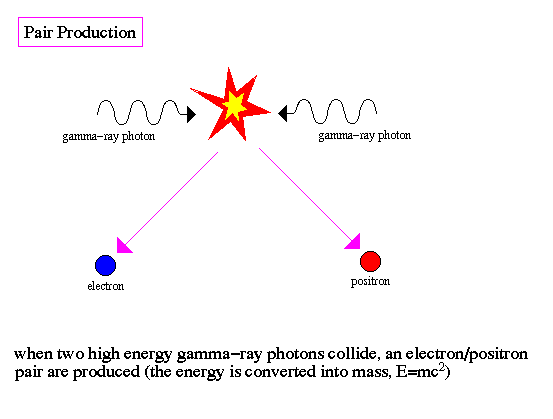 Pair Production
gamma-ray photon
gamma-ray photon
electron
positron
when two high energy gamma-ray photons collide, an electron/positron
pair are produced (the energy is converted into mass, E=mc²)